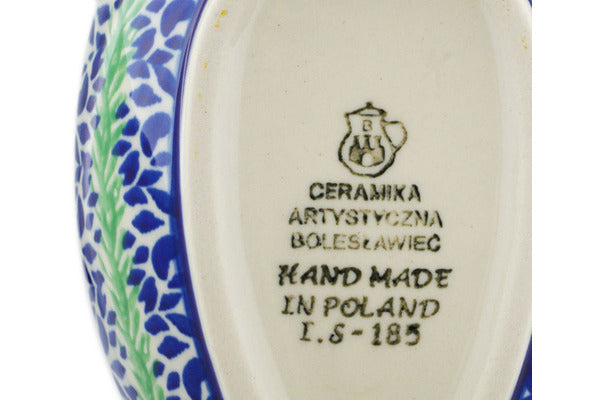 B
CERAMIKA
ARTYSTYCZNA
BOLESŁAWIEC
HAND MADE
IN POLAND
I.S-185